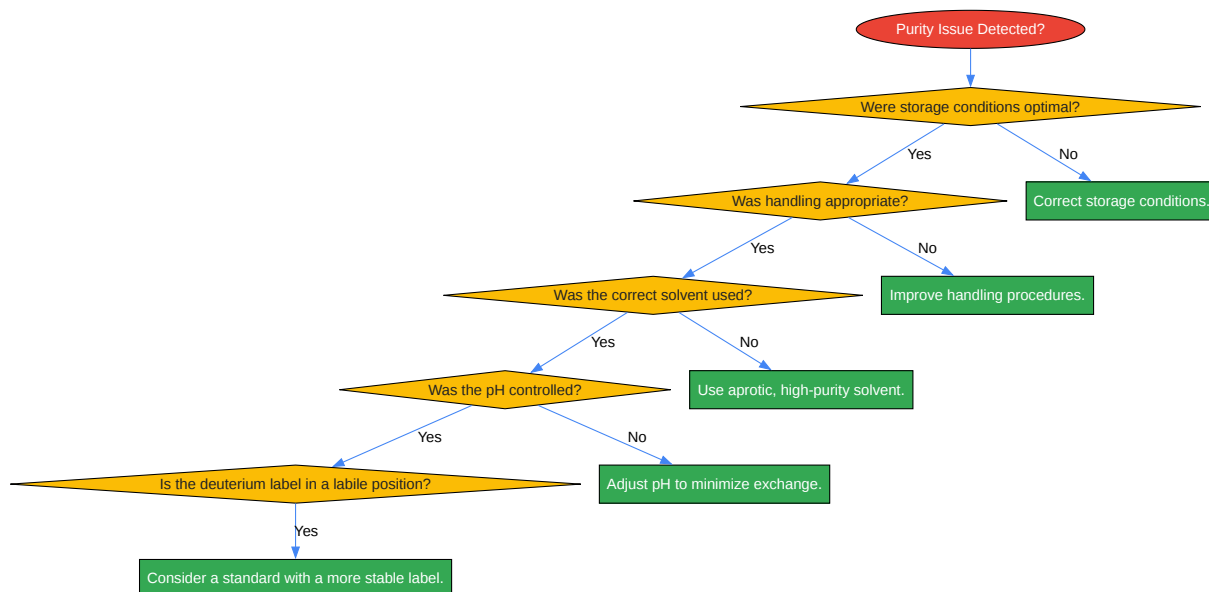 Purity Issue Detected?
Were storage conditions optimal?
Yes
No
Was handling appropriate?
Correct storage conditions.
Yes
No
Was the correct solvent used?
Improve handling procedures.
Yes
No
Was the pH controlled?
Use aprotic, high-purity solvent.
Yes
No
Is the deuterium label in a labile position?
Adjust pH to minimize exchange.
Yes
Consider a standard with a more stable label.